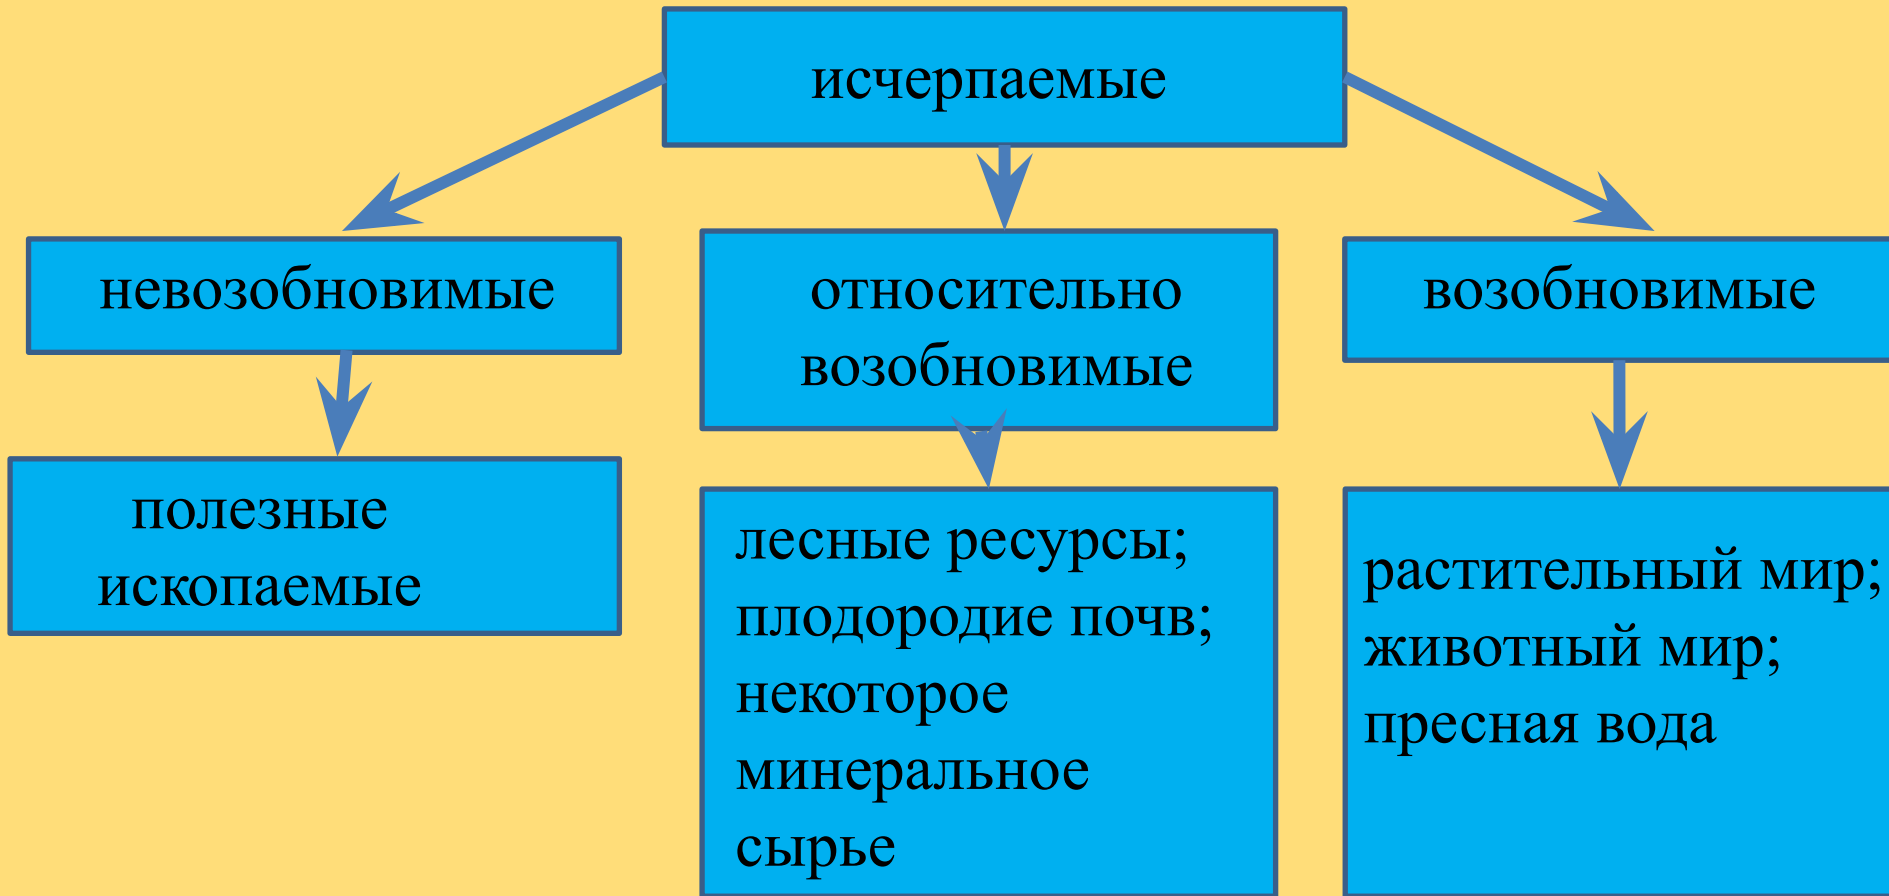 исчерпаемые
невозобновимые
относительно
возобновимые
возобновимые
полезные
ископаемые
лесные ресурсы;
плодородие почв;
некоторое
минеральное
сырье
растительный мир;
животный мир;
пресная вода